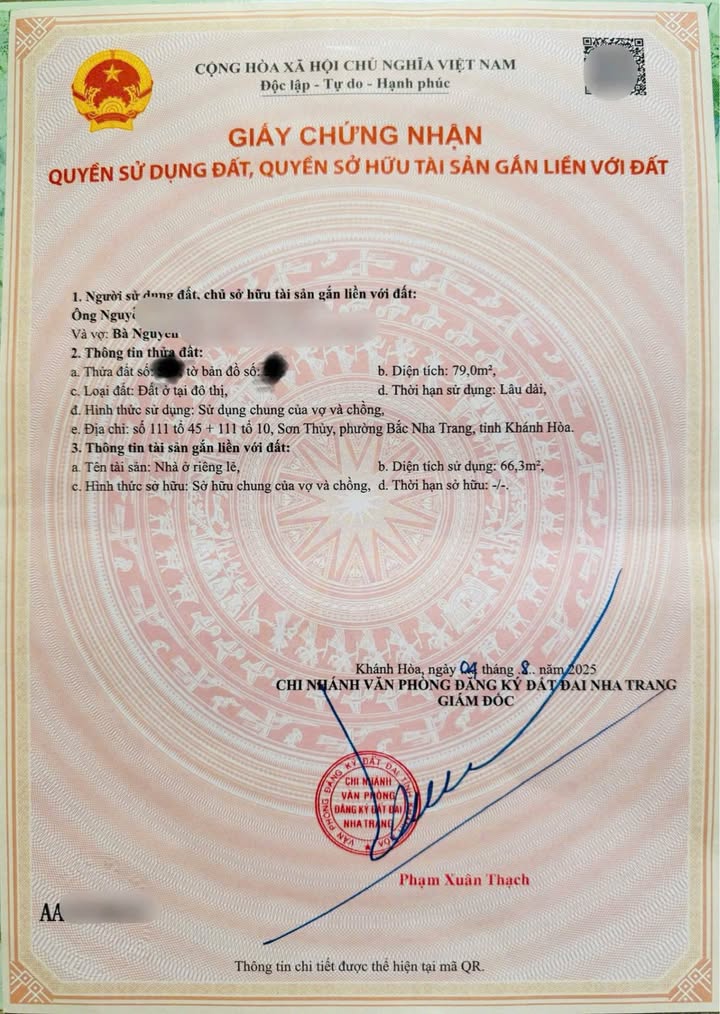 CỘNG HÒA XÃ HỘI CHỦ NGHĨA VIỆT NAM
Độc lập - Tự do - Hạnh phúc
GIẤY CHỨNG NHẬN
QUYỀN SỬ DỤNG ĐẤT, QUYỀN SỞ HỮU TÀI SẢN GẮN LIỀN VỚI ĐẤT
1. Người sử dụng đất, chủ sở hữu tài sản gắn liền với đất:
Ông
Và vợ: Bà
2. Thông tin thửa đất:
a. Thửa đất số: tờ bản đồ số: b. Diện tích: 79,0m²,
c. Loại đất: Đất ở tại đô thị, d. Thời hạn sử dụng: Lâu dài,
đ. Hình thức sử dụng: Sử dụng chung của vợ và chồng,
e. Địa chỉ: số 111 tổ 45 + 111 tổ 10, Sơn Thủy, phường Bắc Nha Trang, tỉnh Khánh Hòa.
3. Thông tin tài sản gắn liền với đất:
a. Tên tài sản: Nhà ở riêng lẻ, b. Diện tích sử dụng: 66,3m²,
c. Hình thức sở hữu: Sở hữu chung của vợ và chồng, d. Thời hạn sở hữu: -/-.
Khánh Hòa, ngày tháng 8 năm 2025
CHI NHÁNH VĂN PHÒNG ĐĂNG KÝ ĐẤT ĐAI NHA TRANG
GIÁM ĐỐC
VĂN PHÒNG ĐĂNG KÝ ĐẤT ĐAI TỈNH KHÁNH HÒA
CHI NHÁNH
VĂN PHÒNG
ĐĂNG KÝ ĐẤT ĐAI
NHA TRANG
Phạm Xuân Thạch
AA
Thông tin chi tiết được thể hiện tại mã QR.